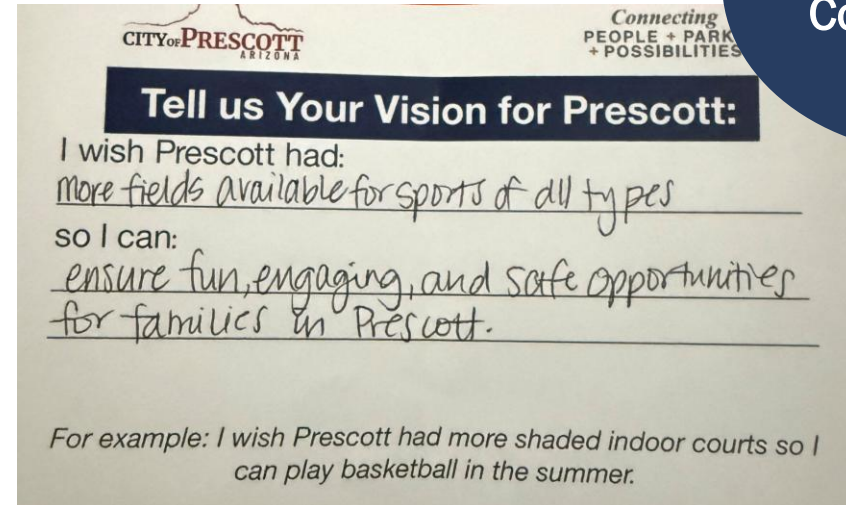 Connecting
CITY OF PRESCOTT
PEOPLE + PARK
ARIZONA
+ POSSIBILITIES
Co
Tell us Your Vision for Prescott:
I wish Prescott had:
more fields available for sports of all types
so I can:
ensure fun, engaging, and safe opportunities
for families in Prescott.
For example: I wish Prescott had more shaded indoor courts so I
can play basketball in the summer.